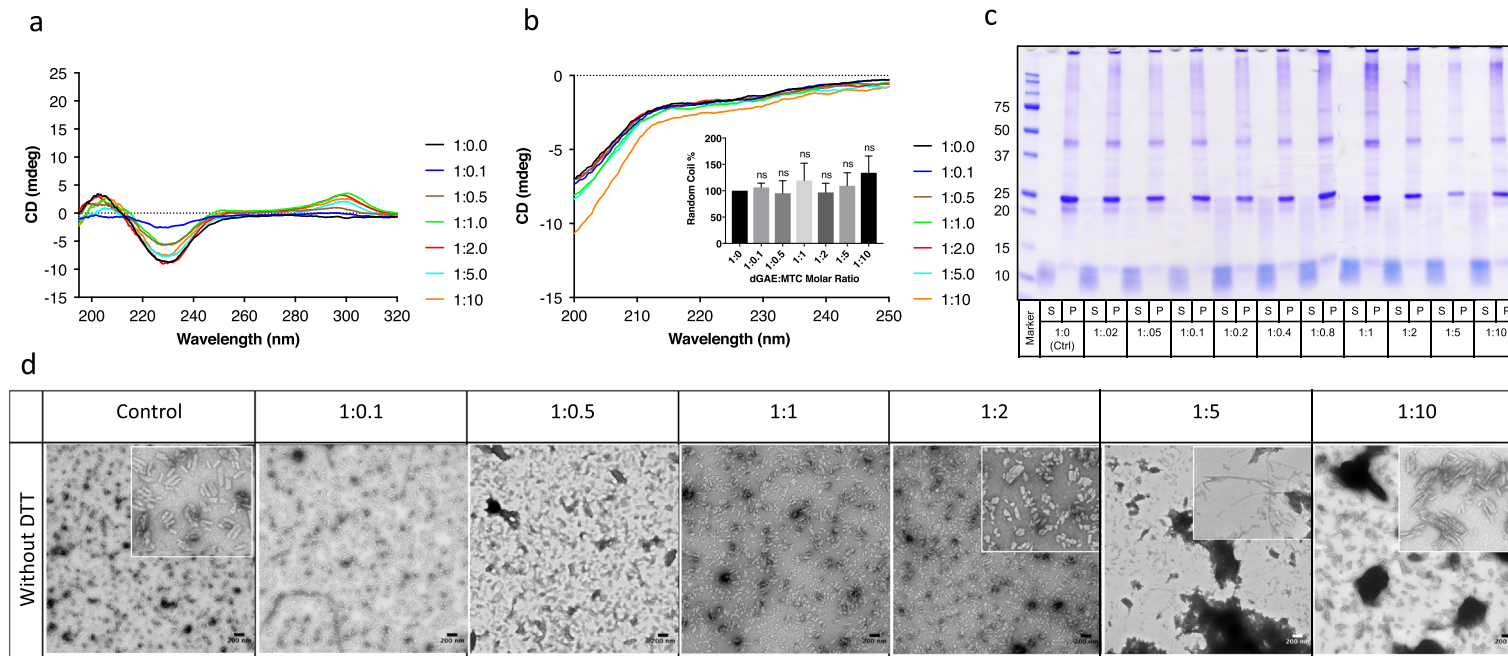 a
CD (mdeg)
25
20
15
10
5
0
-5
-10
-15
200
220
240
260
280
300
320
Wavelength (nm)
1:0.0
1:0.1
1:0.5
1:1.0
1:2.0
1:5.0
1:10
b
CD (mdeg)
0
-5
-10
-15
200
210
220
230
240
250
Wavelength (nm)
Random Coil %
200
150
100
50
0
ns
ns
ns
ns
ns
ns
1:0
1:0.1
1:0.5
1:1
1:2
1:5
1:10
dGAE:MTC Molar Ratio
1:0.0
1:0.1
1:0.5
1:1.0
1:2.0
1:5.0
1:10
c
75
50
37
25
20
15
10
Marker
S P S P S P S P S P S P S P S P S P S P S P
1:0 (Ctrl) 1:.02 1:.05 1:0.1 1:0.2 1:0.4 1:0.8 1:1 1:2 1:5 1:10
d
Control 1:0.1 1:0.5 1:1 1:2 1:5 1:10
Without DTT
200 nm
200 nm
200 nm
200 nm
200 nm
200 nm